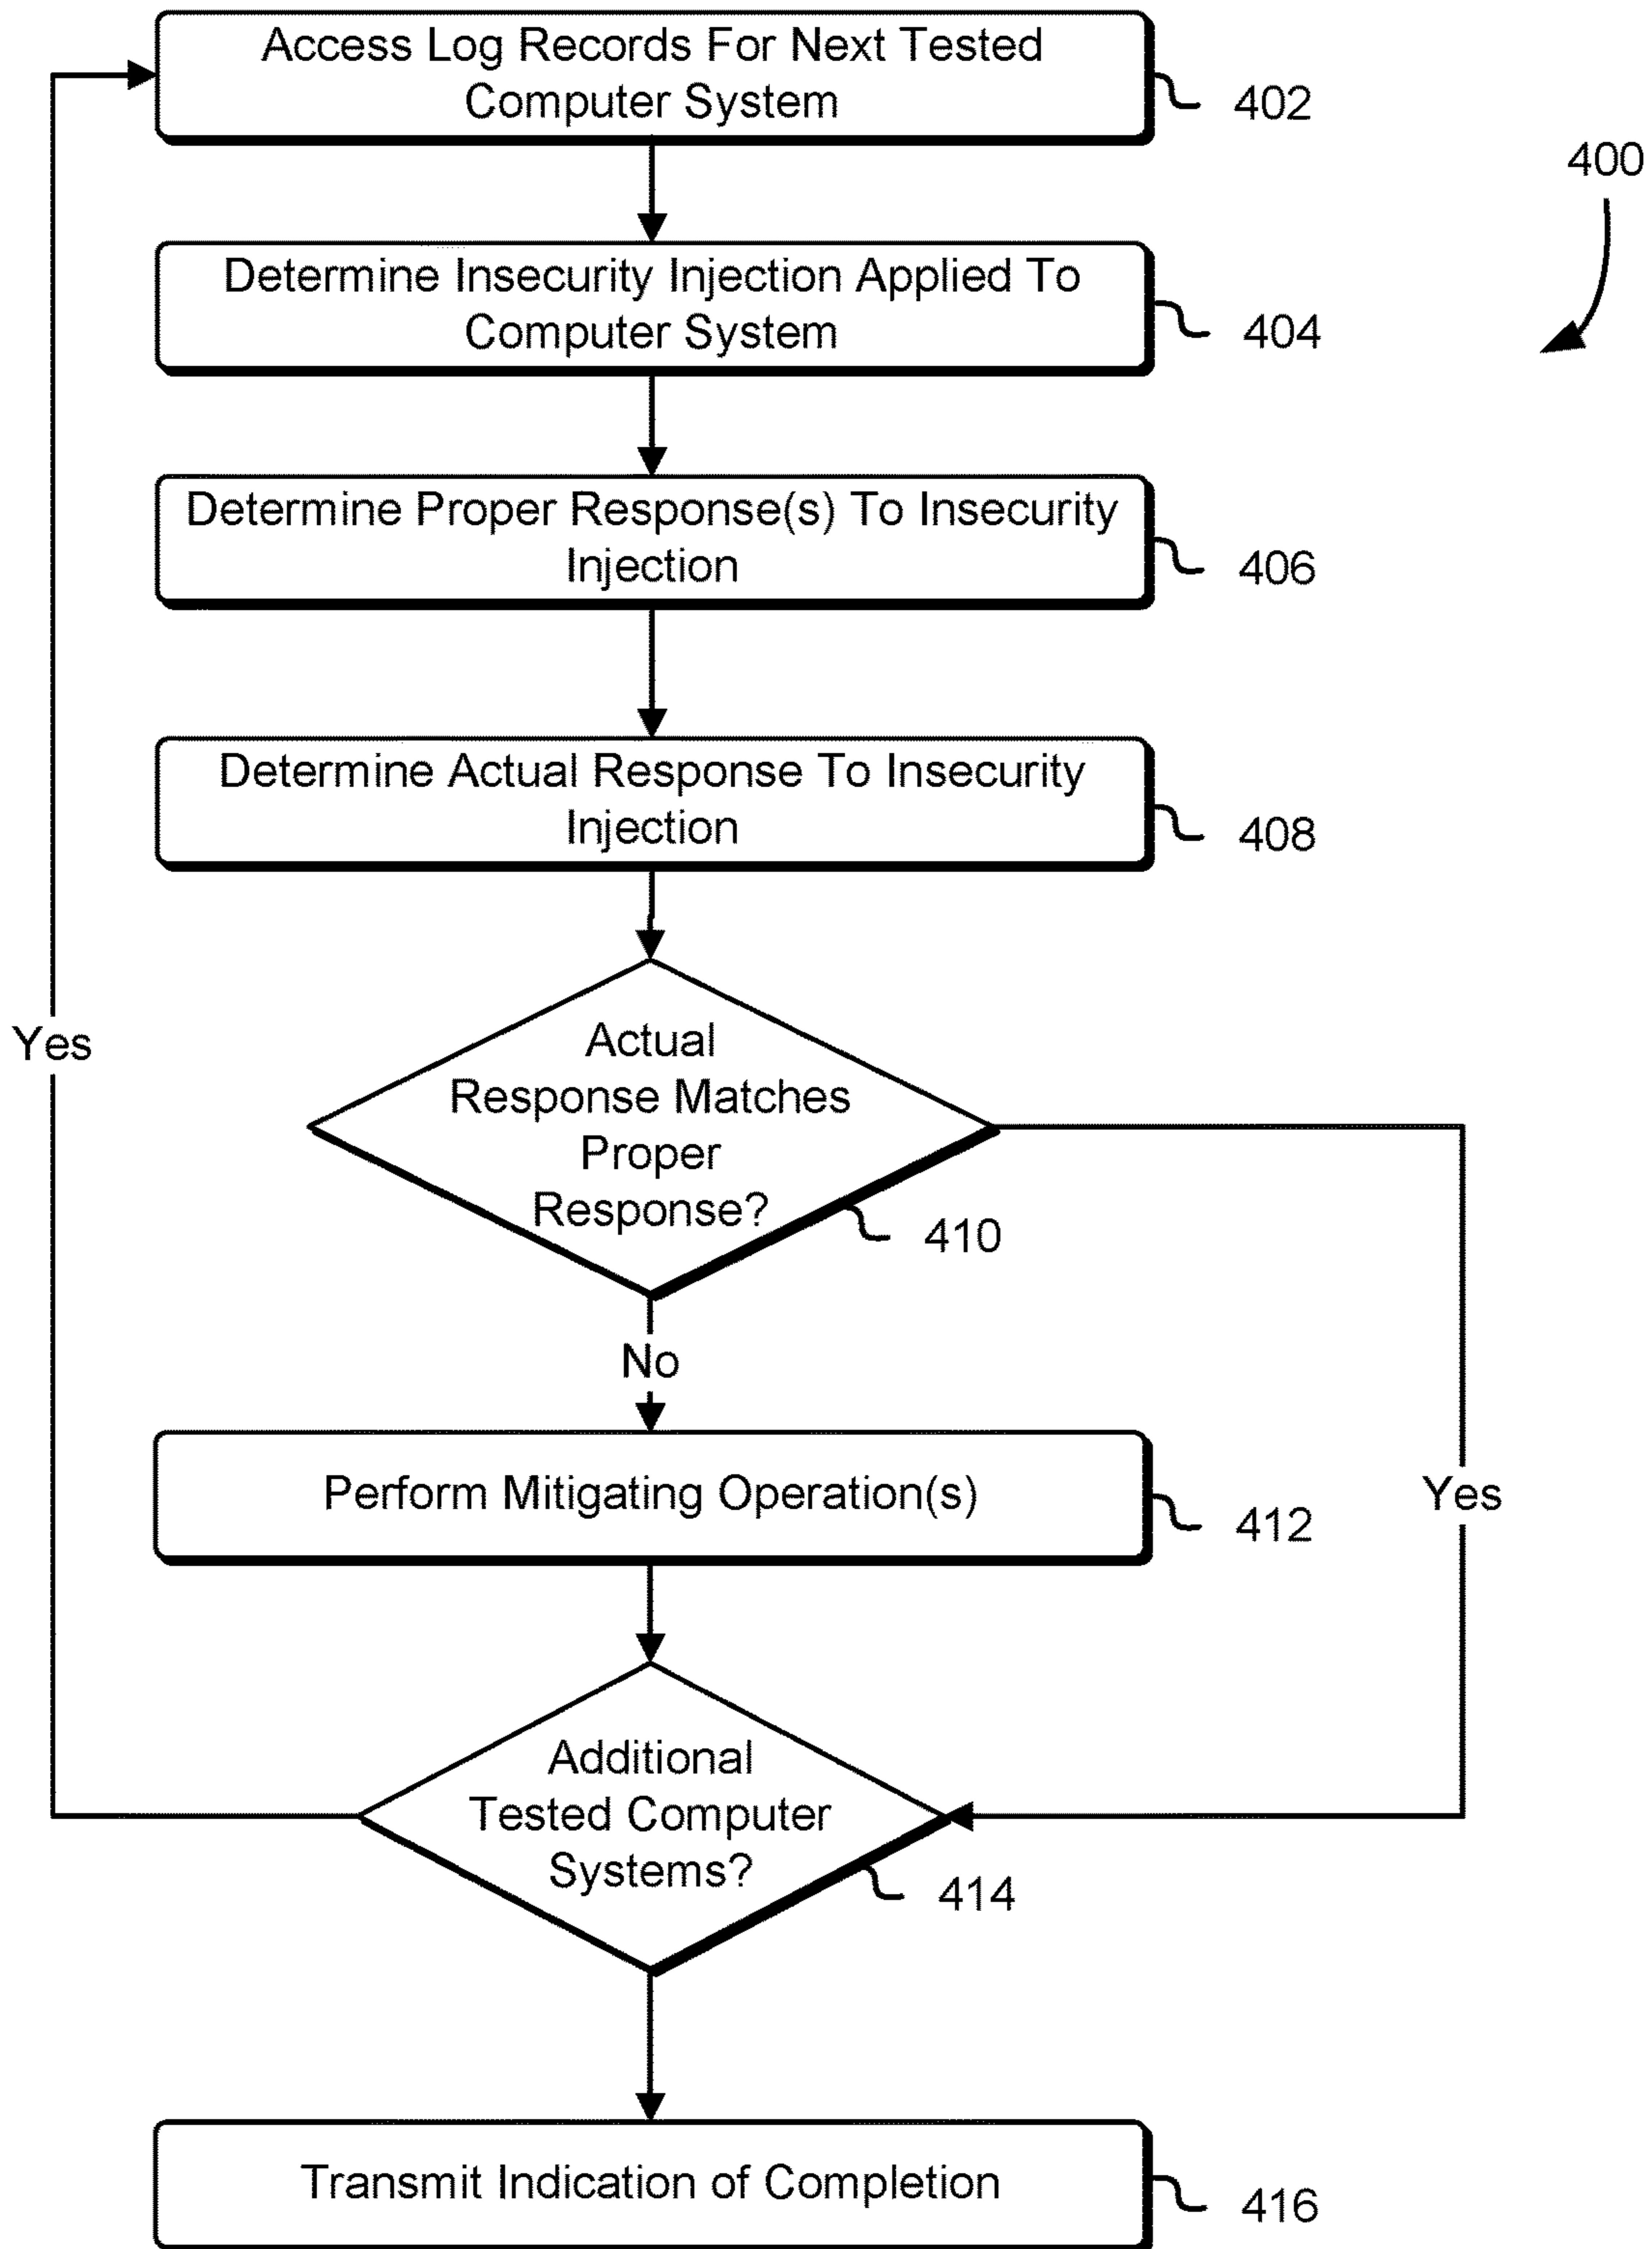 Access Log Records For Next Tested
Computer System
402
400
Determine Insecurity Injection Applied To
Computer System
404
Determine Proper Response(s) To Insecurity
Injection
406
Determine Actual Response To Insecurity
Injection
408
Yes
Actual
Response Matches
Proper
Response?
410
No
Perform Mitigating Operation(s)
412
Yes
Additional
Tested Computer
Systems?
414
Transmit Indication of Completion
416